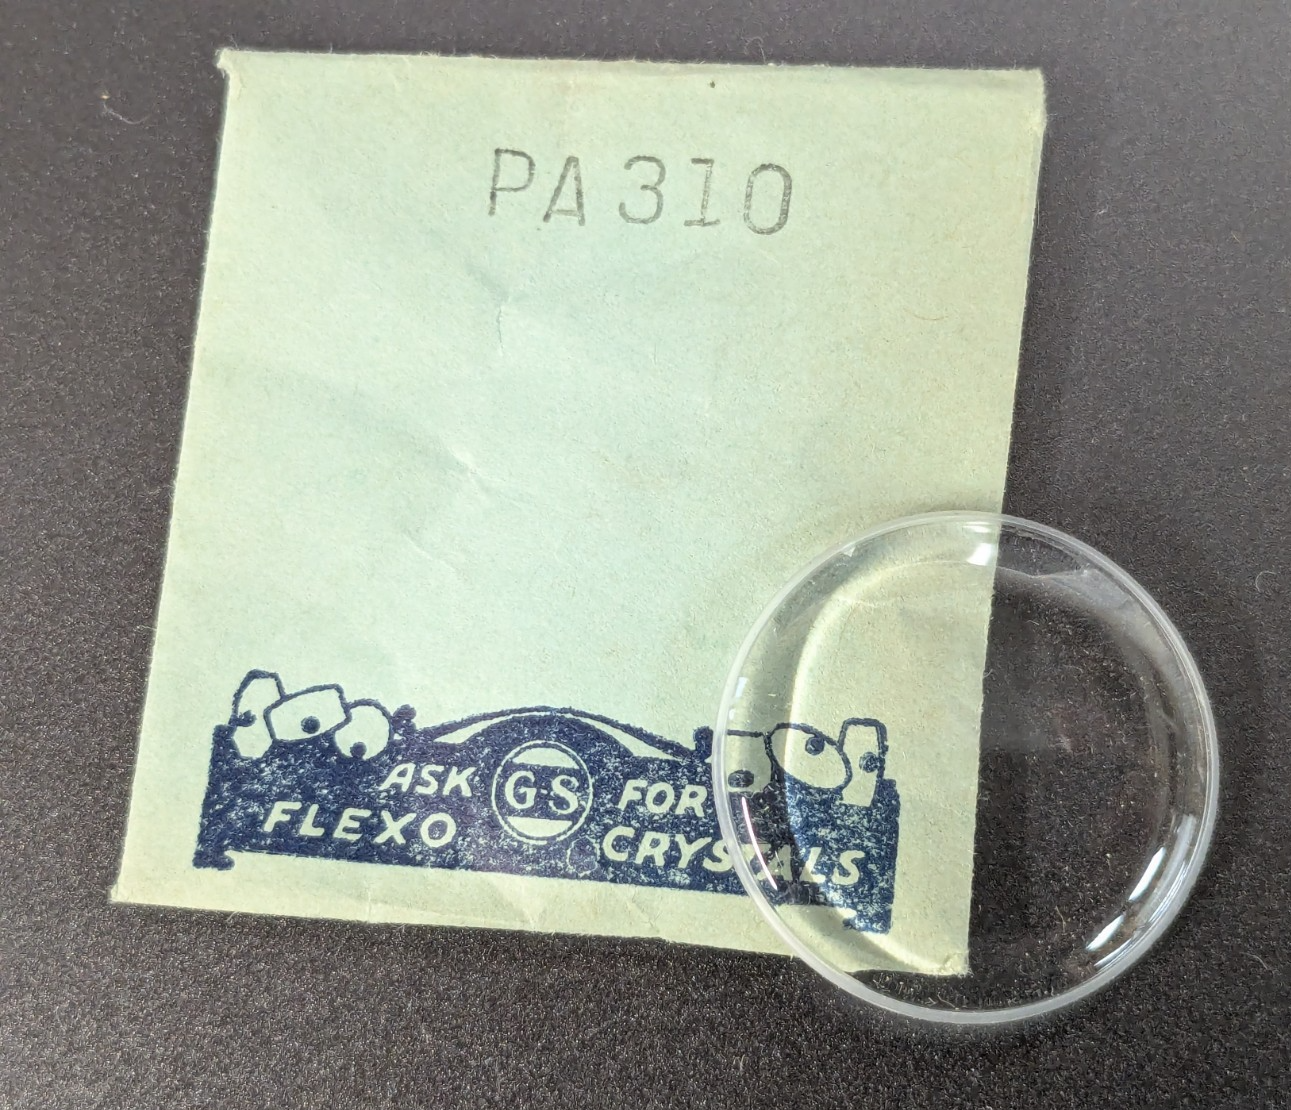 PA310
ASK G·S FOR
FLEXO CRYSTALS